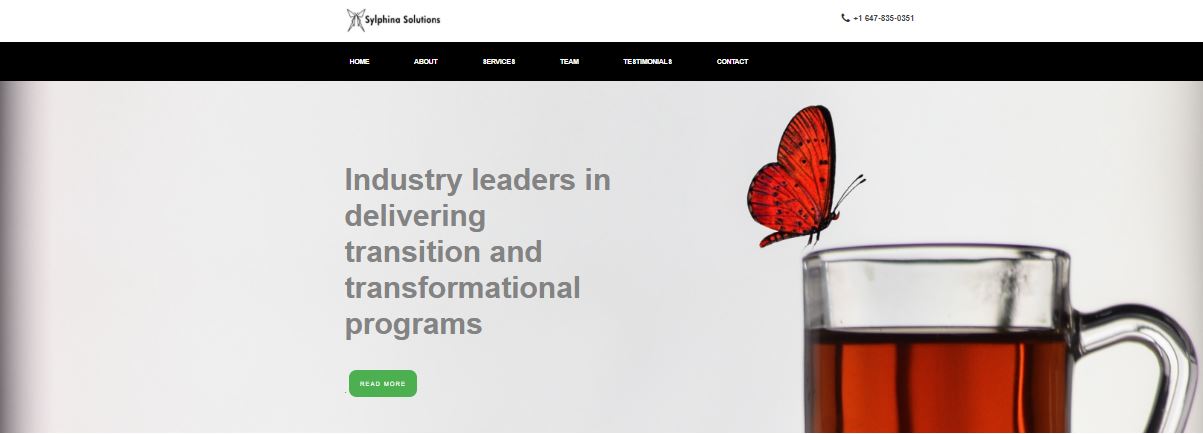 Sylphina Solutions
+1 647-835-0351
HOME ABOUT SERVICES TEAM TESTIMONIALS CONTACT
Industry leaders in
delivering
transition and
transformational
programs
READ MORE